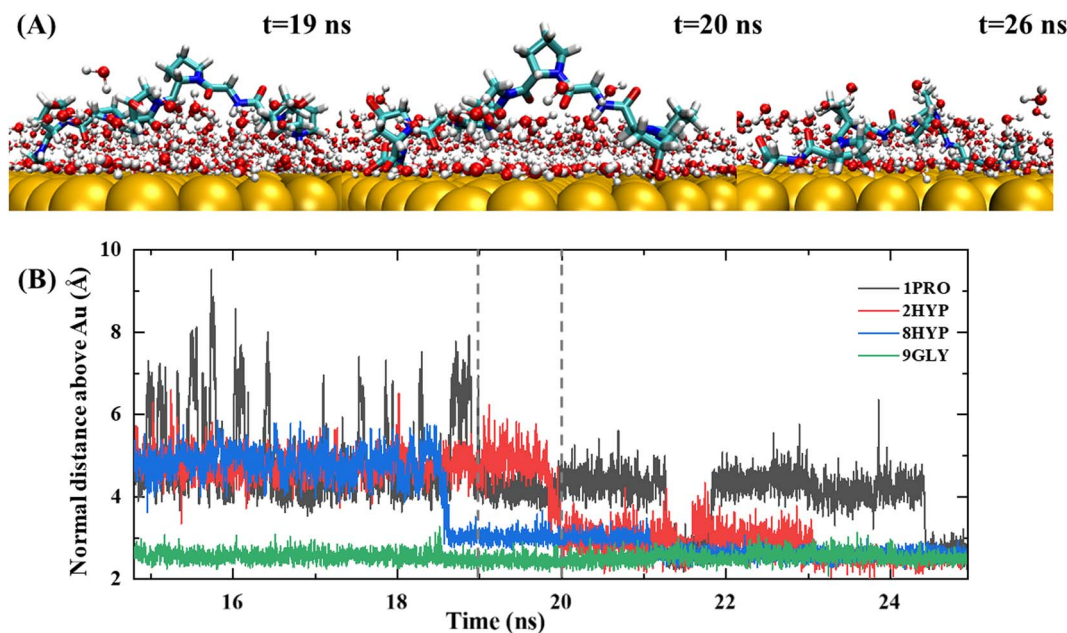 (A)
t=19 ns
t=20 ns
t=26 ns
(B)
Normal distance above Au (Å)
10
8
6
4
2
1PRO
2HYP
8HYP
9GLY
16
18
20
22
24
Time (ns)